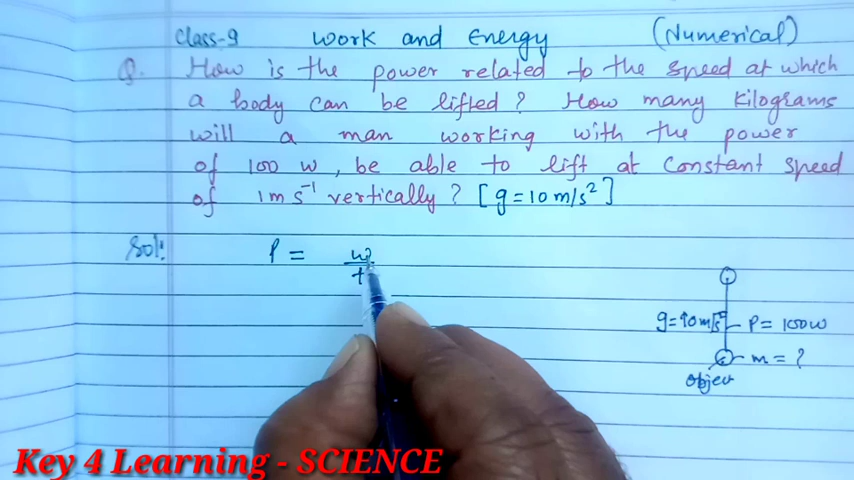 Class-9 Work and Energy (Numerical)
Q. How is the power related to the speed at which
a body can be lifted? How many kilograms
will a man working with the power
of 100 w, be able to lift at constant speed
of 1 m s⁻¹ vertically? [g=10 m/s²]
Sol: P = w/t
g=10 m/s² P = 100w
m = ?
Object
Key 4 Learning - SCIENCE